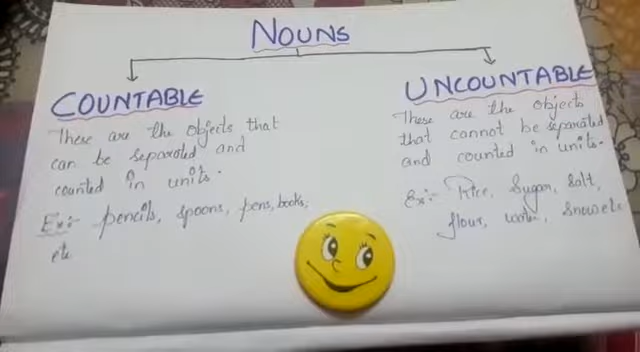 NOUNS
COUNTABLE
These are the objects that
can be separated and
counted in units.
Ex:- pencils, spoons, pens, books,
etc
UNCOUNTABLE
These are the objects
that cannot be separated
and counted in units.
Ex:- Rice, Sugar, Salt,
flour, water,